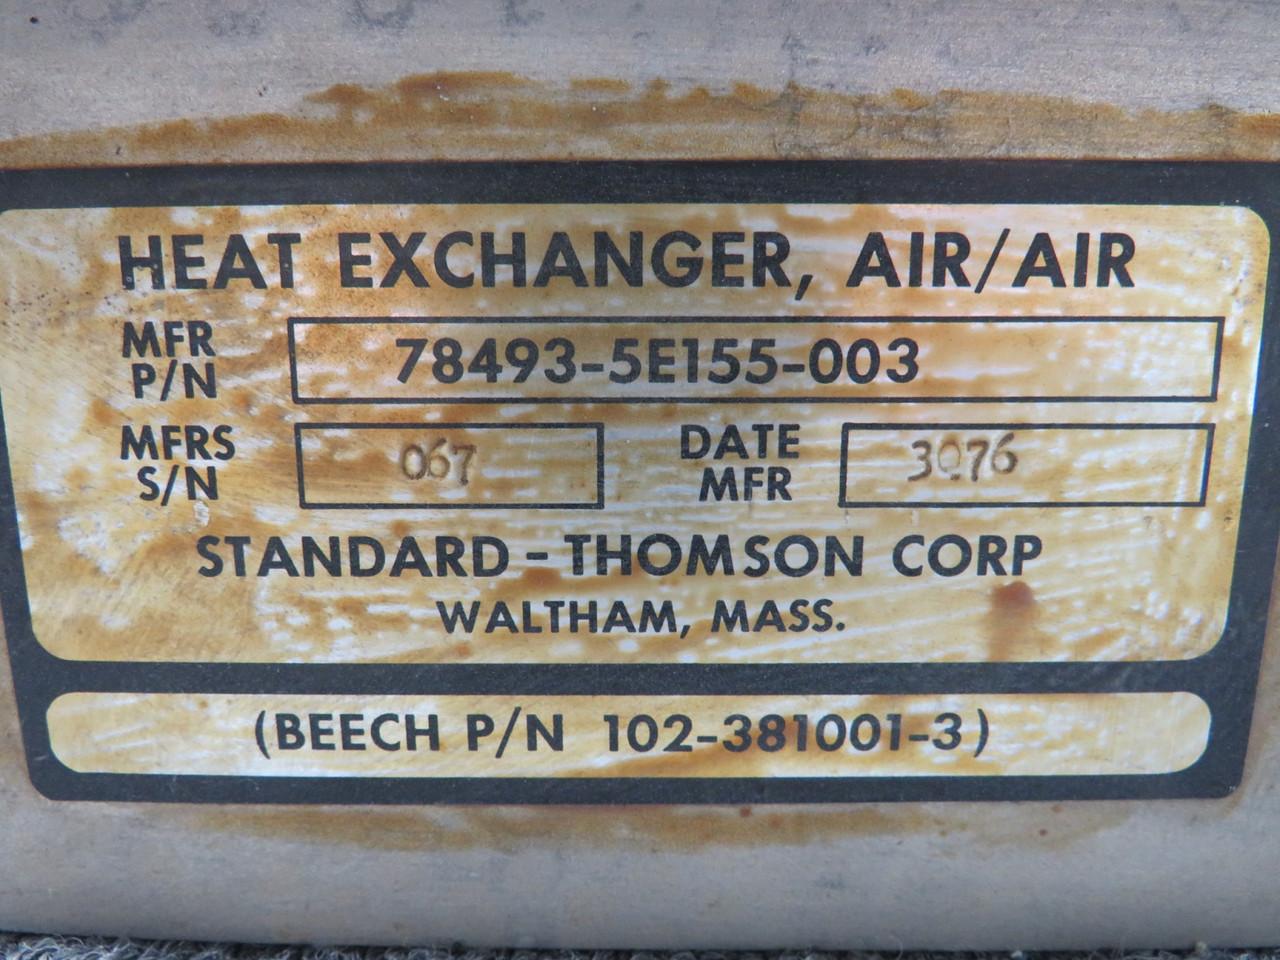 HEAT EXCHANGER, AIR/AIR
MFR P/N 78493-5E155-003
MFRS S/N 067 DATE MFR 3Q76
STANDARD - THOMSON CORP
WALTHAM, MASS.
(BEECH P/N 102-381001-3)